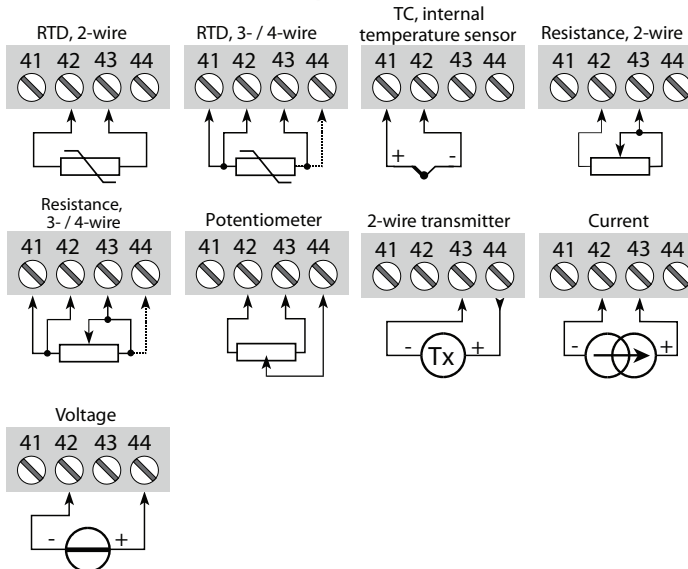 RTD, 2-wire
41 42 43 44
RTD, 3- / 4-wire
41 42 43 44
TC, internal
temperature sensor
41 42 43 44
+ -
Resistance, 2-wire
41 42 43 44
Resistance,
3- / 4-wire
41 42 43 44
Potentiometer
41 42 43 44
2-wire transmitter
41 42 43 44
- Tx +
Current
41 42 43 44
- +
Voltage
41 42 43 44
- +